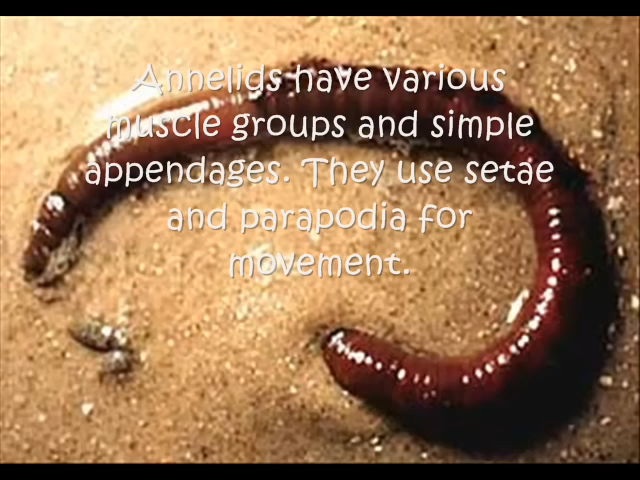 Annelids have various
muscle groups and simple
appendages. They use setae
and parapodia for
movement.